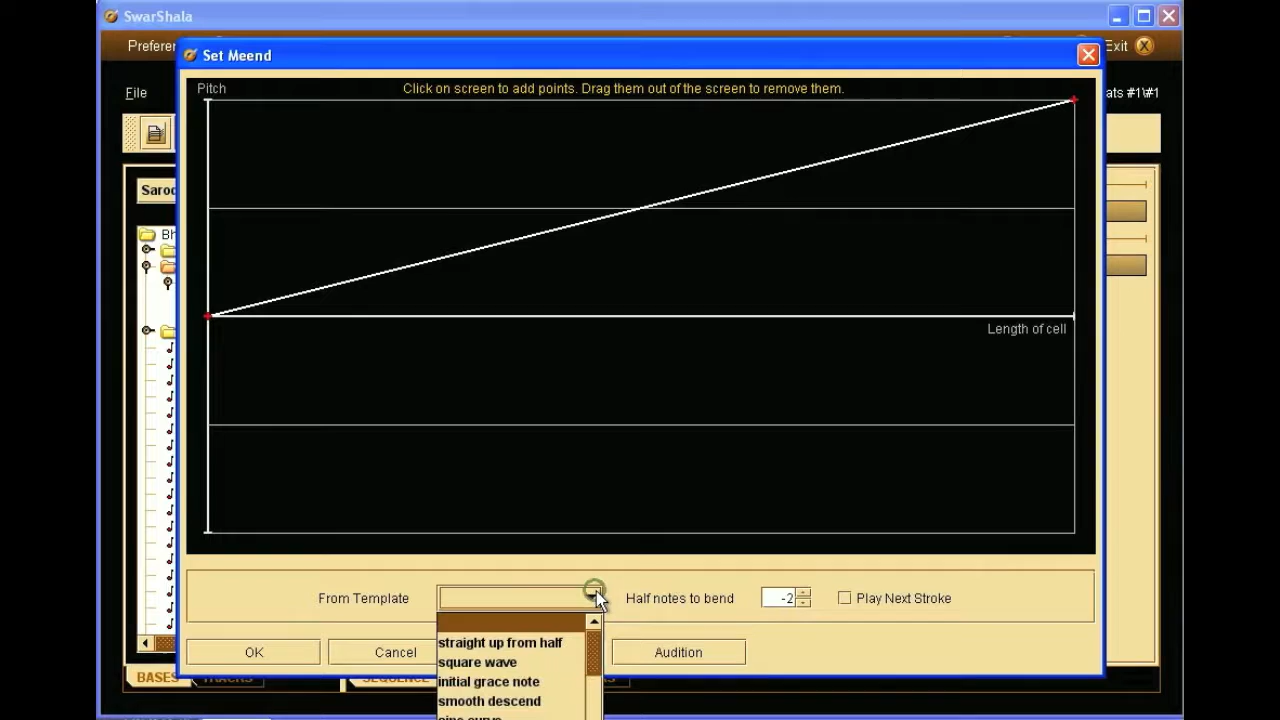 SwarShala
Exit
Set Meend
Pitch
Click on screen to add points. Drag them out of the screen to remove them.
File
ats #1\#1
Length of cell
From Template
Half notes to bend
-2
Play Next Stroke
OK
Cancel
Audition
straight up from half
square wave
initial grace note
smooth descend
BASES
TRACKS